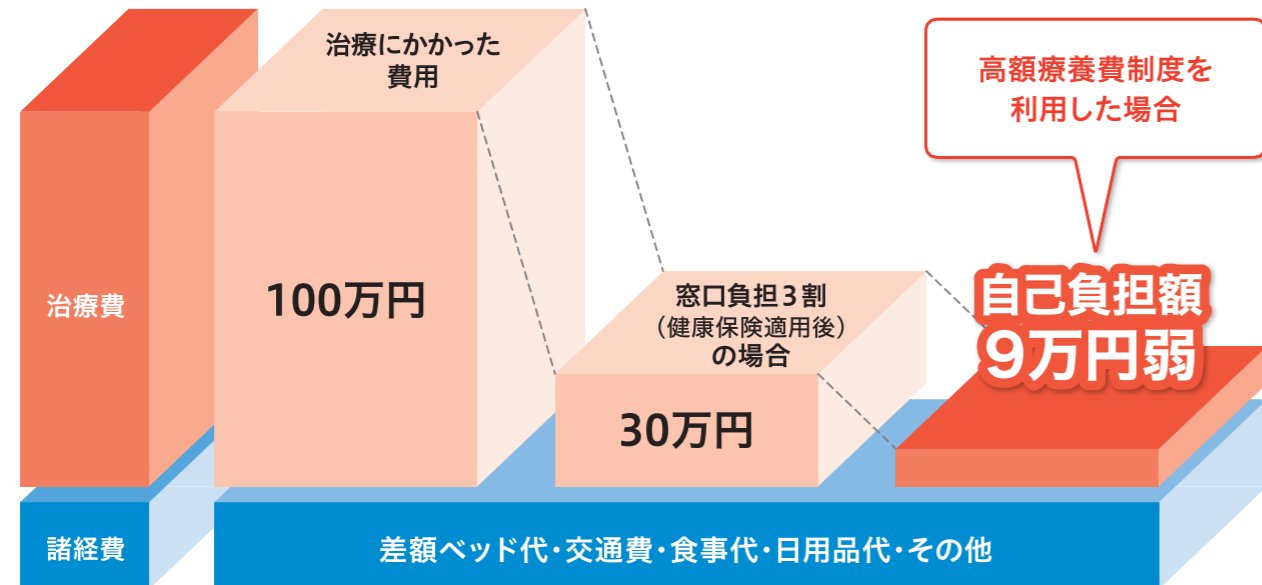 治療にかかった
費用
高額療養費制度を
利用した場合
治療費
100万円
窓口負担3割
（健康保険適用後）
の場合
30万円
自己負担額
9万円弱
諸経費
差額ベッド代・交通費・食事代・日用品代・その他